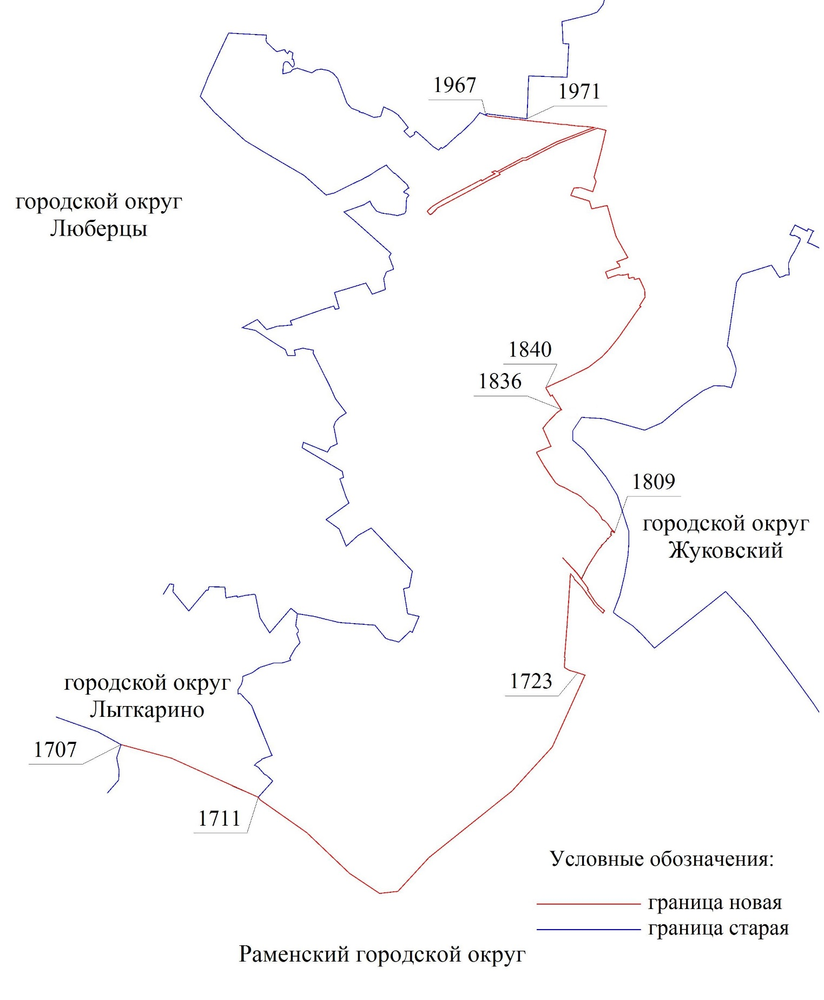 1967
1971
городской округ
Люберцы
1840
1836
1809
городской округ
Жуковский
1723
городской округ
Лыткарино
1707
1711
Условные обозначения:
граница новая
граница старая
Раменский городской округ